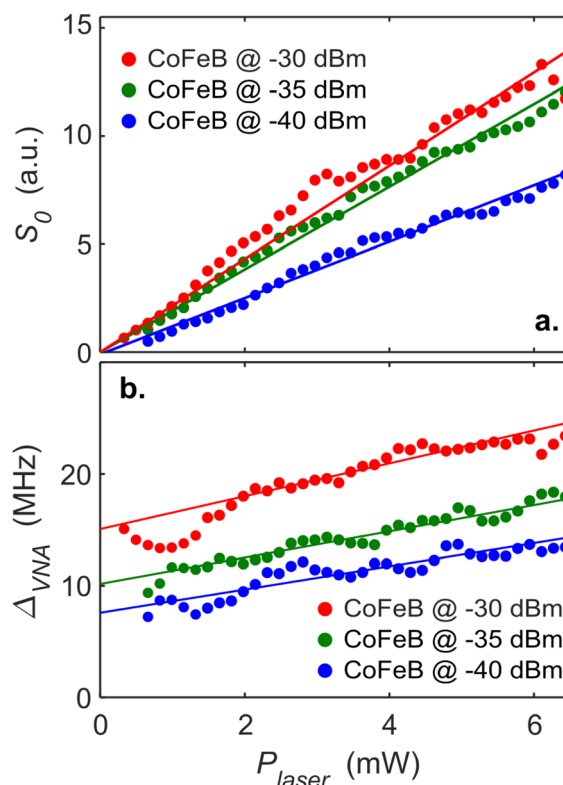 15
10
5
0
S0 (a.u.)
CoFeB @ -30 dBm
CoFeB @ -35 dBm
CoFeB @ -40 dBm
a.
b.
20
10
0
ΔVNA (MHz)
CoFeB @ -30 dBm
CoFeB @ -35 dBm
CoFeB @ -40 dBm
0 2 4 6
Plaser (mW)